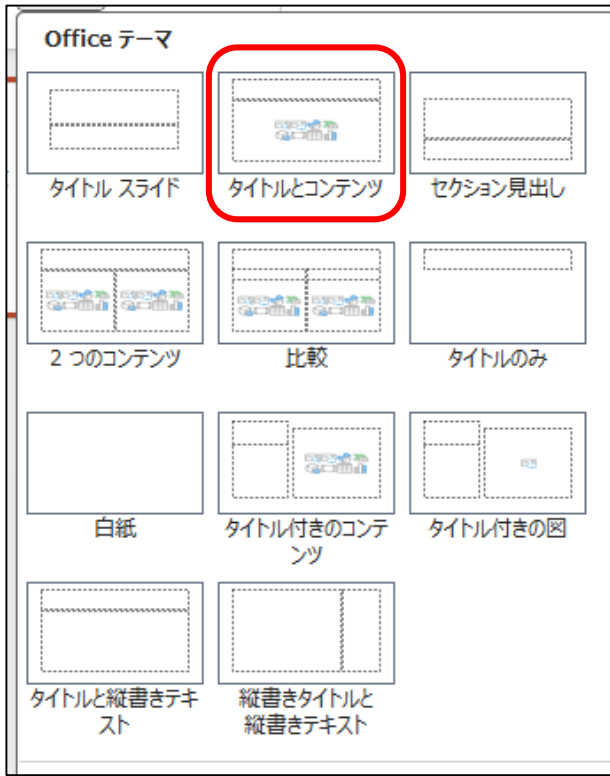 Office テーマ
タイトル スライド
タイトルとコンテンツ
セクション見出し
2 つのコンテンツ
比較
タイトルのみ
白紙
タイトル付きのコンテ
ンツ
タイトル付きの図
タイトルと縦書きテキ
スト
縦書きタイトルと
縦書きテキスト